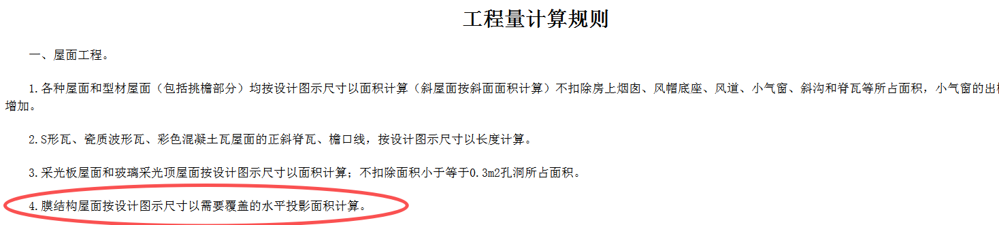 工程量计算规则
一、屋面工程。
1.各种屋面和型材屋面（包括挑檐部分）均按设计图示尺寸以面积计算（斜屋面按斜面面积计算）不扣除房上烟囱、风帽底座、风道、小气窗、斜沟和脊瓦等所占面积，小气窗的出
增加。
2.S形瓦、瓷质波形瓦、彩色混凝土瓦屋面的正斜脊瓦、檐口线，按设计图示尺寸以长度计算。
3.采光板屋面和玻璃采光顶屋面按设计图示尺寸以面积计算；不扣除面积小于等于0.3m2孔洞所占面积。
4.膜结构屋面按设计图示尺寸以需要覆盖的水平投影面积计算。